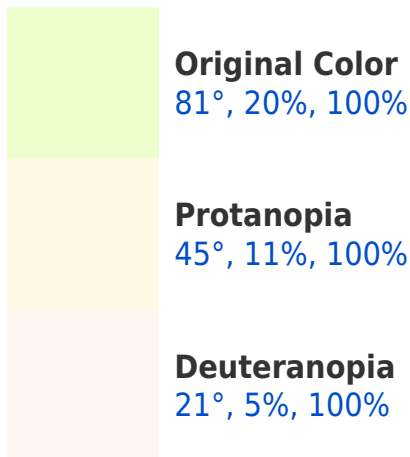 Original Color
81°, 20%, 100%
Protanopia
45°, 11%, 100%
Deuteranopia
21°, 5%, 100%